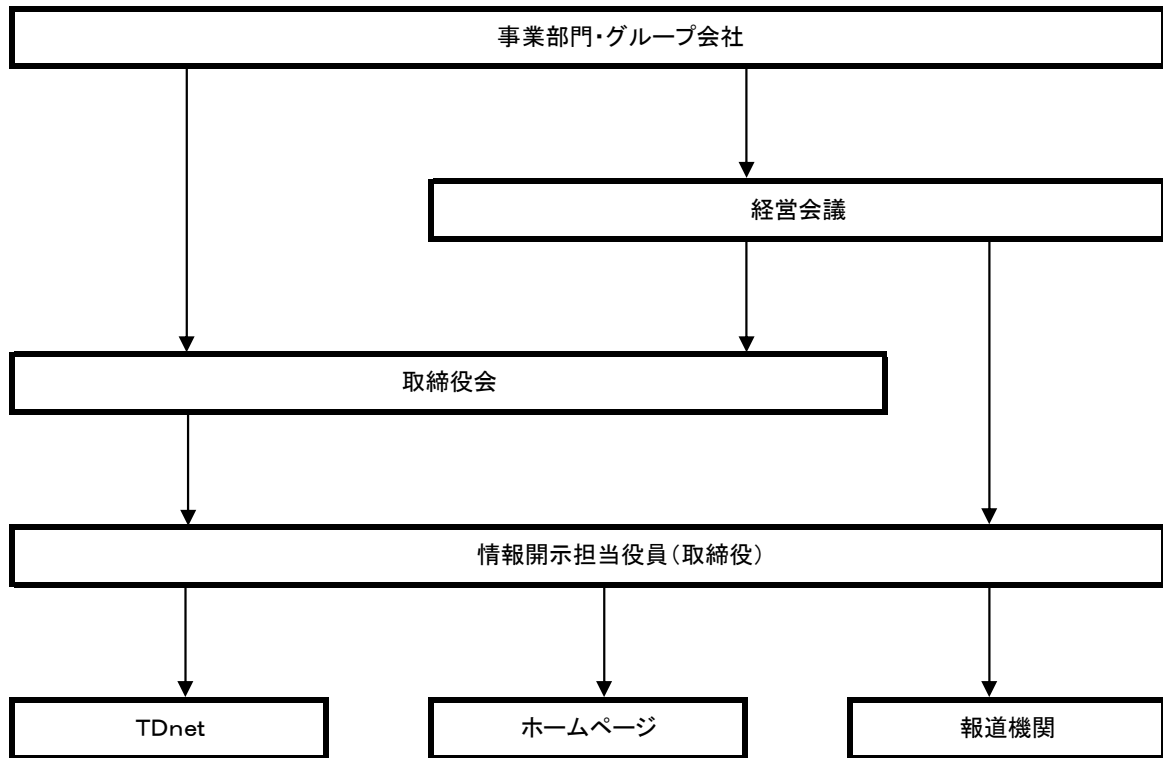 事業部門・グループ会社
経営会議
取締役会
情報開示担当役員（取締役）
ＴＤｎｅｔ
ホームページ
報道機関